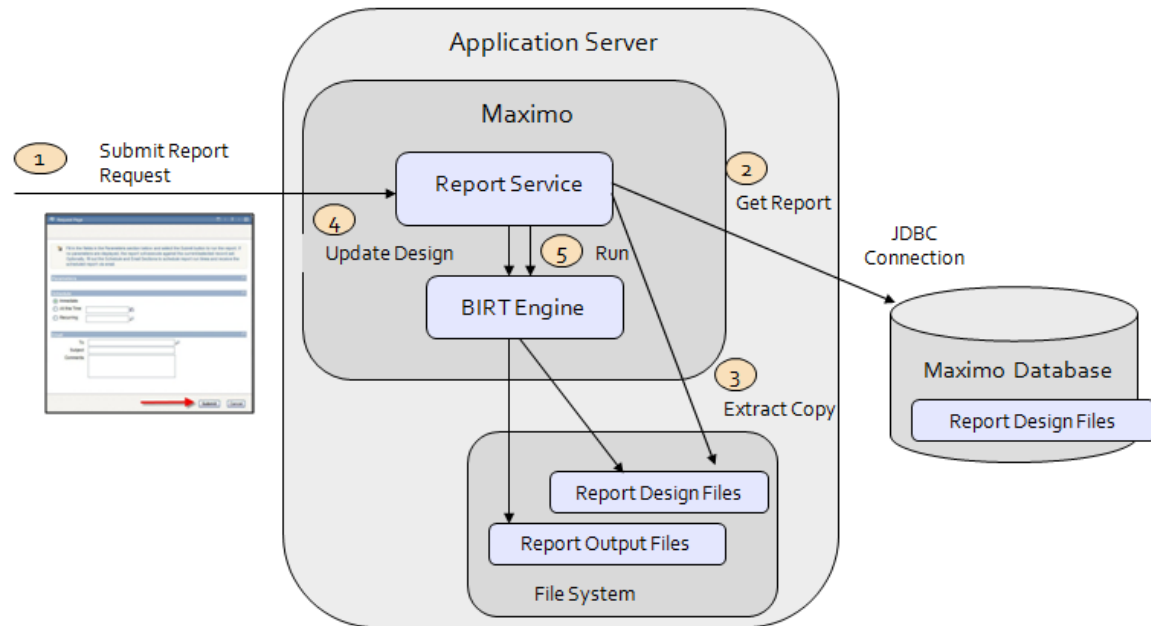 Application Server
Maximo
1
Submit Report
Request
Report Service
2
Get Report
4
Update Design
5
Run
JDBC
Connection
BIRT Engine
3
Extract Copy
Maximo Database
Report Design Files
Report Design Files
Report Output Files
File System